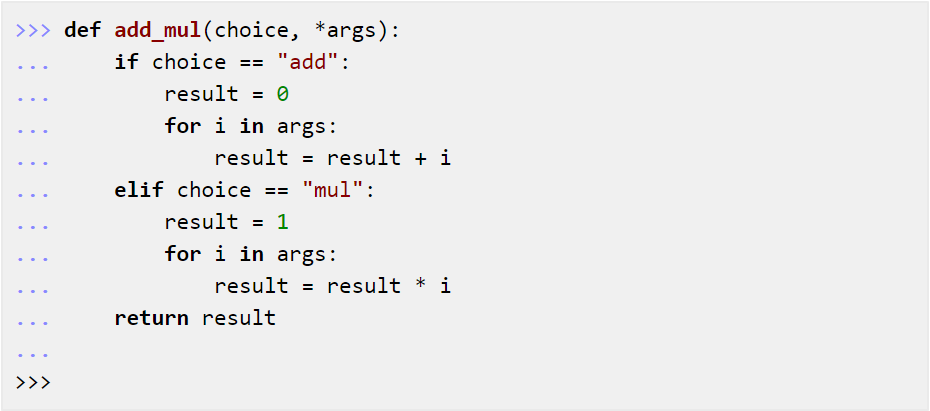 >>> def add_mul(choice, *args):
...     if choice == "add":
...         result = 0
...         for i in args:
...             result = result + i
...     elif choice == "mul":
...         result = 1
...         for i in args:
...             result = result * i
...     return result
...
>>>